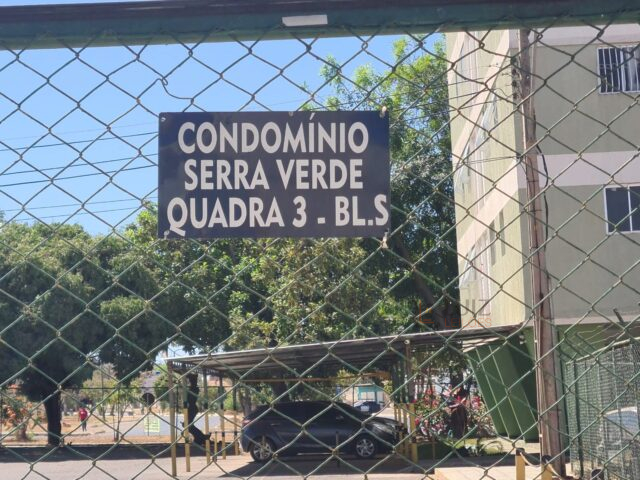 CONDOMÍNIO
SERRA VERDE
QUADRA 3 - BL.S